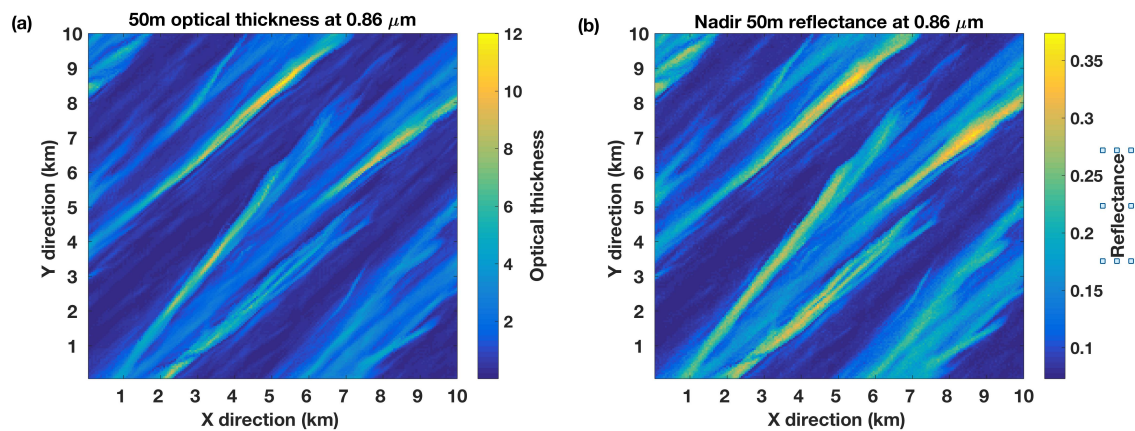 (a)
50m optical thickness at 0.86 μm
10
9
8
7
6
5
4
3
2
1
Y direction (km)
1 2 3 4 5 6 7 8 9 10
X direction (km)
12
10
8
6
4
2
Optical thickness
(b)
Nadir 50m reflectance at 0.86 μm
10
9
8
7
6
5
4
3
2
1
Y direction (km)
1 2 3 4 5 6 7 8 9 10
X direction (km)
0.35
0.3
0.25
0.2
0.15
0.1
Reflectance